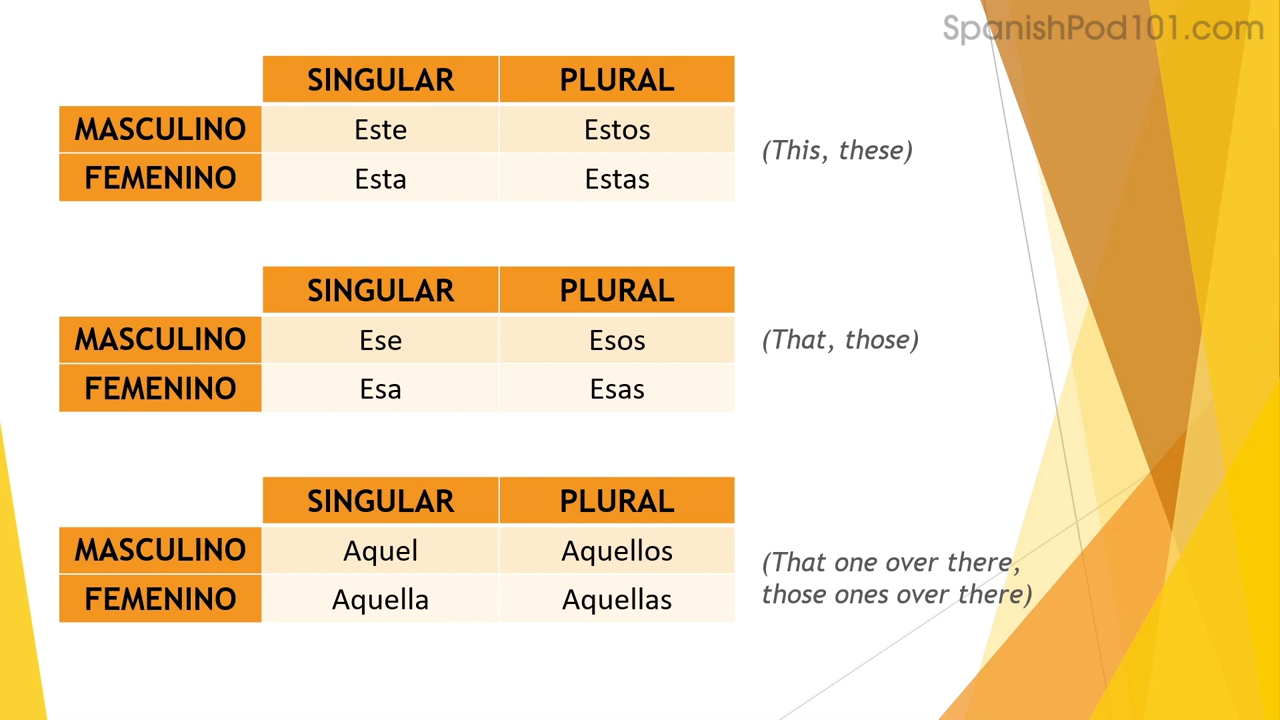 SpanishPod101.com
SINGULAR PLURAL
MASCULINO Este Estos
(This, these)
FEMENINO Esta Estas
SINGULAR PLURAL
MASCULINO Ese Esos
(That, those)
FEMENINO Esa Esas
SINGULAR PLURAL
MASCULINO Aquel Aquellos
(That one over there,
FEMENINO Aquella Aquellas
those ones over there)